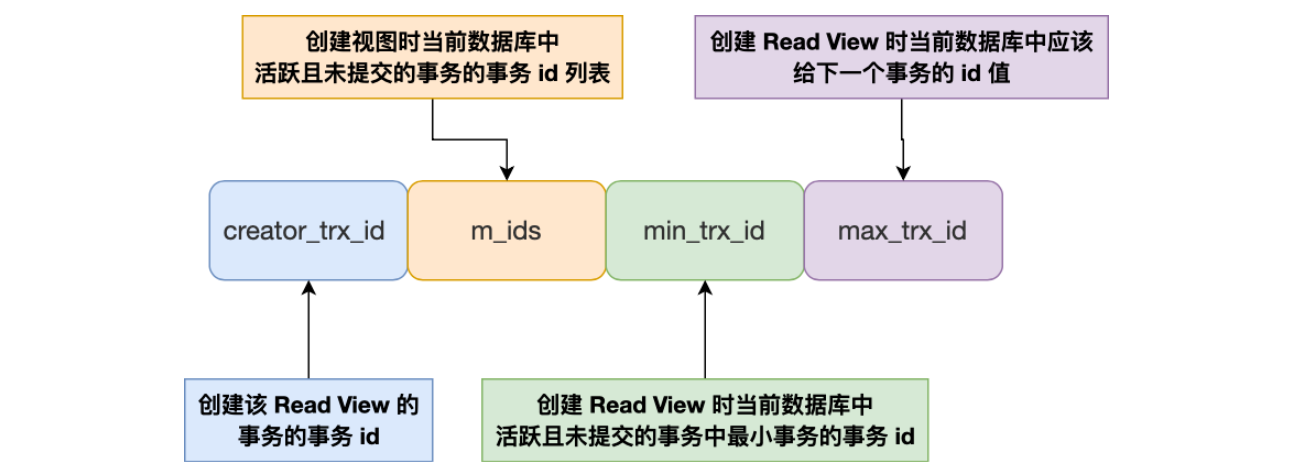 创建视图时当前数据库中
活跃且未提交的事务的事务 id 列表
创建 Read View 时当前数据库中应该
给下一个事务的 id 值
creator_trx_id
m_ids
min_trx_id
max_trx_id
创建该 Read View 的
事务的事务 id
创建 Read View 时当前数据库中
活跃且未提交的事务中最小事务的事务 id